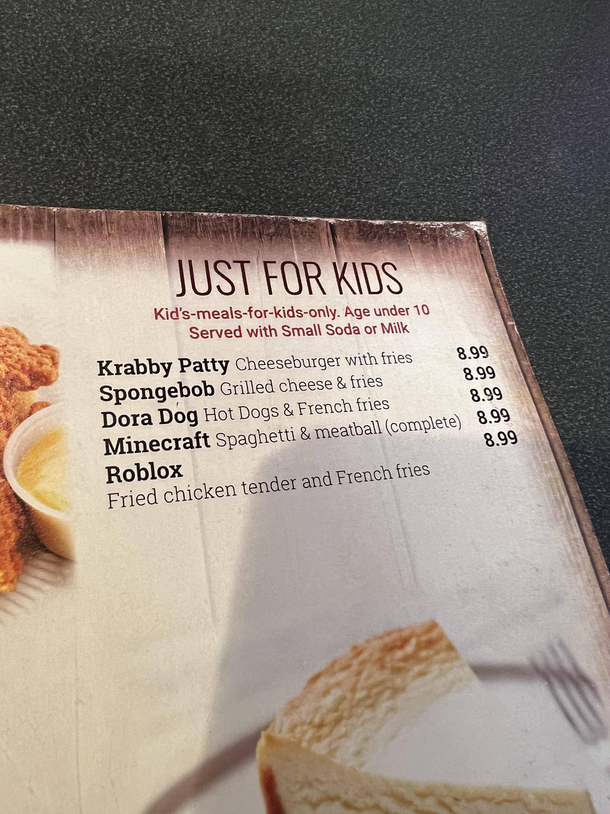 JUST FOR KIDS
Kid's-meals-for-kids-only. Age under 10
Served with Small Soda or Milk
Krabby Patty Cheeseburger with fries 8.99
Spongebob Grilled cheese & fries 8.99
Dora Dog Hot Dogs & French fries 8.99
Minecraft Spaghetti & meatball (complete) 8.99
Roblox 8.99
Fried chicken tender and French fries